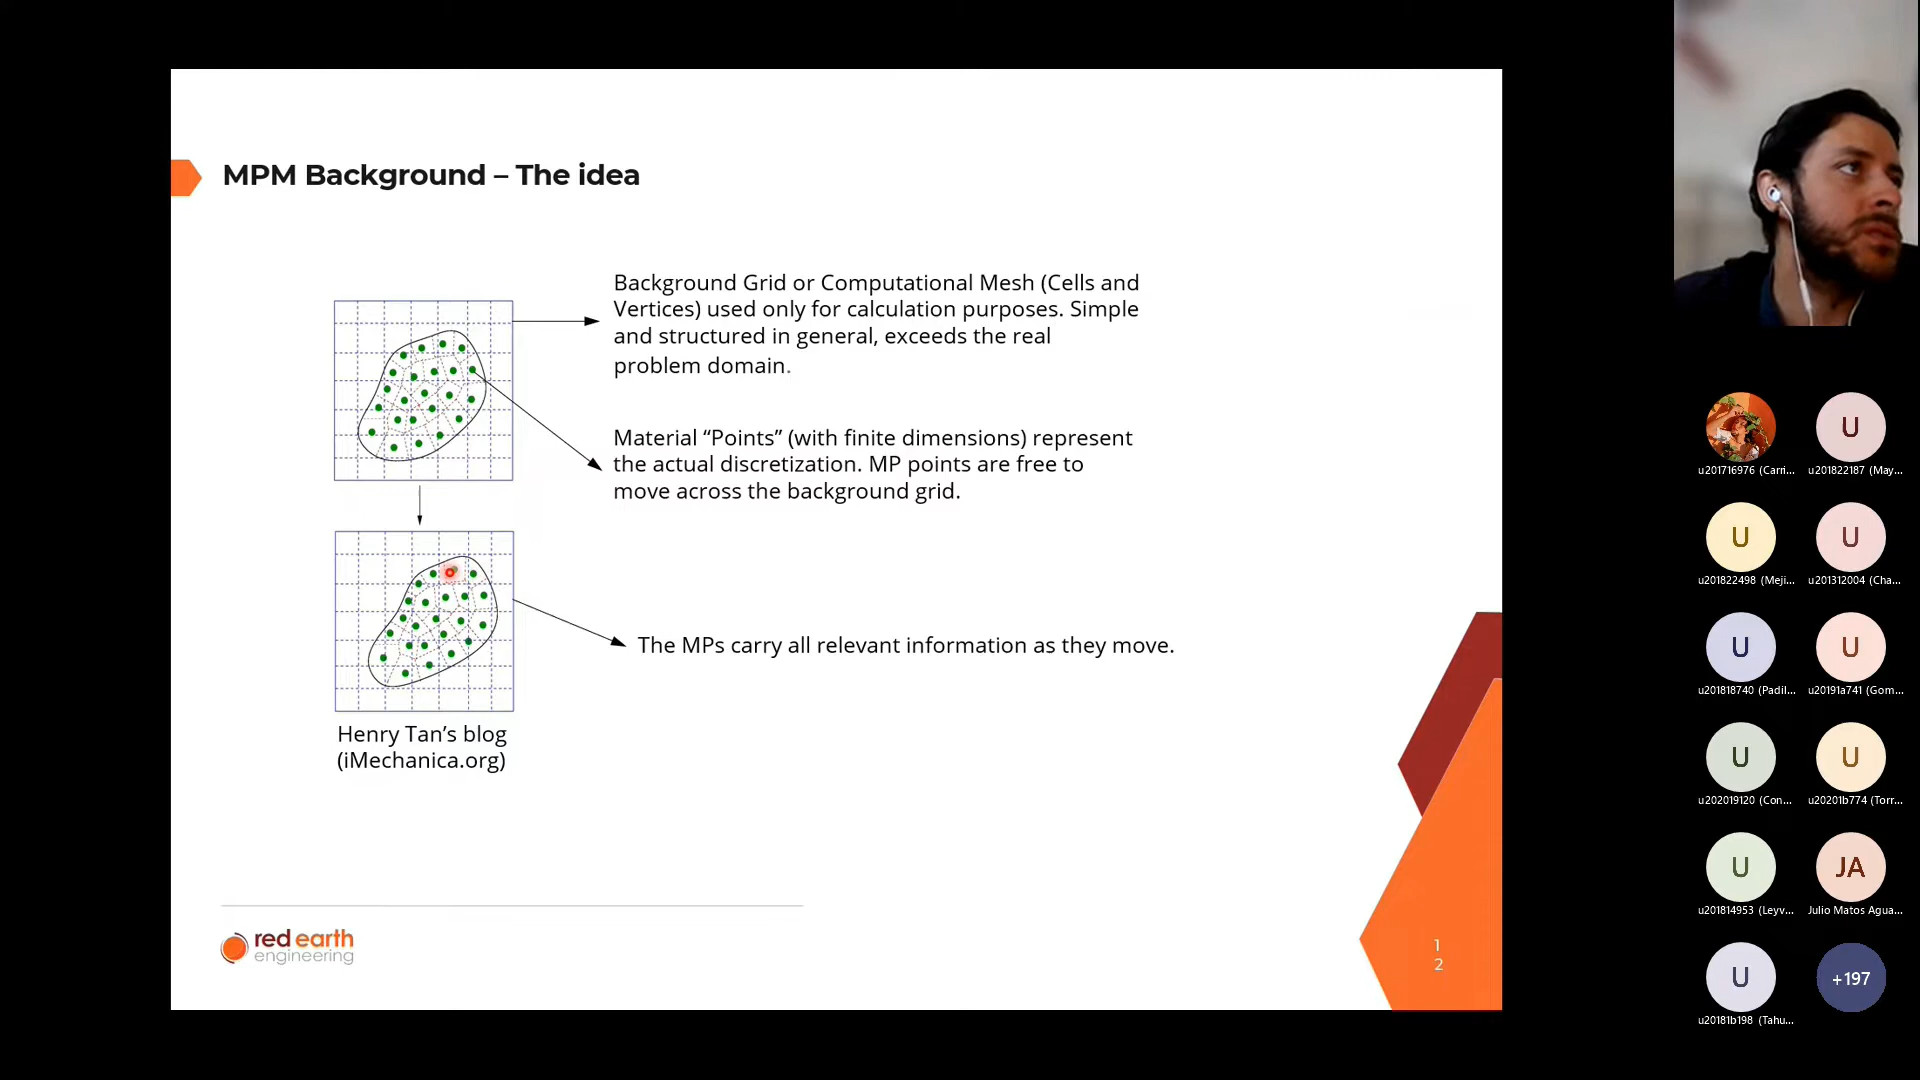 MPM Background – The idea
Background Grid or Computational Mesh (Cells and
Vertices) used only for calculation purposes. Simple
and structured in general, exceeds the real
problem domain.
Material “Points” (with finite dimensions) represent
the actual discretization. MP points are free to
move across the background grid.
The MPs carry all relevant information as they move.
Henry Tan’s blog
(iMechanica.org)
red earth
engineering
1
2
U
u201716976 (Carri...
u201822187 (May...
U
U
u201822498 (Meji...
u201312004 (Cha...
U
U
u201818740 (Padil...
u20191a741 (Gom...
U
U
u202019120 (Con...
u20201b774 (Torr...
U
JA
u201814953 (Leyv...
Julio Matos Agua...
U
+197
u20181b198 (Tahu...